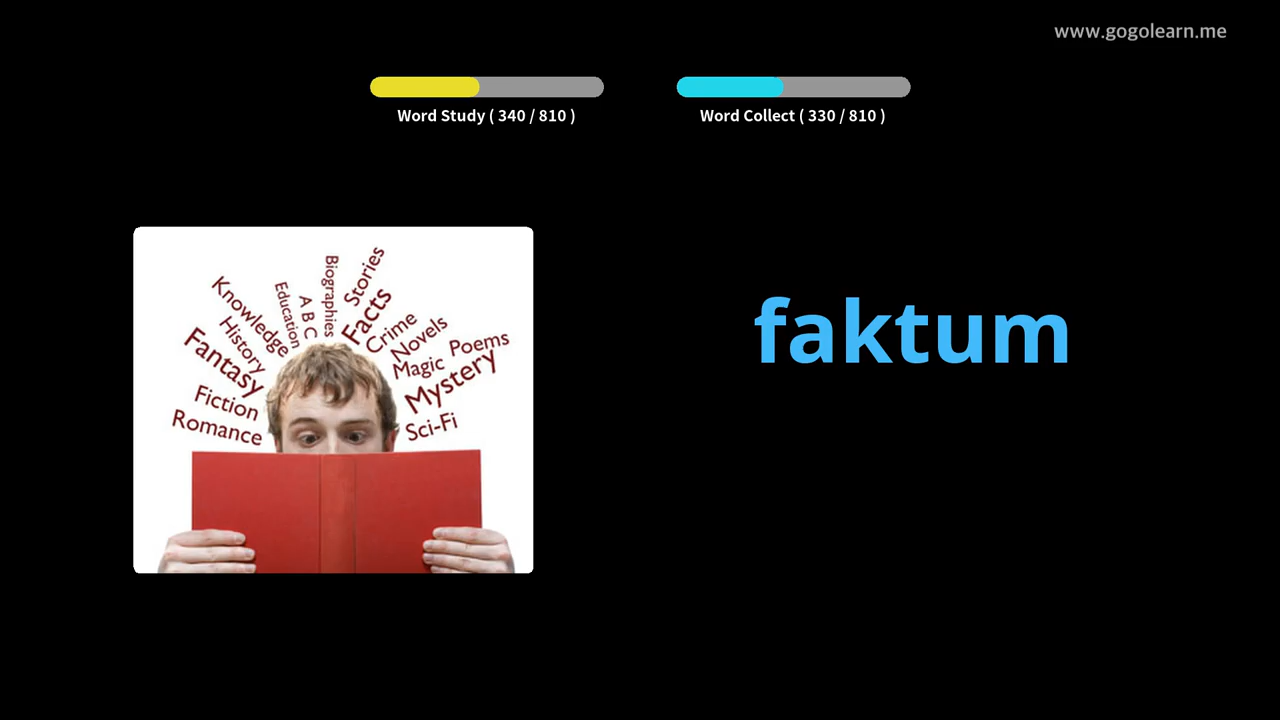 www.gogolearn.me
Word Study ( 340 / 810 )
Word Collect ( 330 / 810 )
Romance
Fiction
Fantasy
History
Knowledge
Education
A B C
Biographies
Stories
Facts
Crime
Novels
Magic
Poems
Mystery
Sci-Fi
faktum